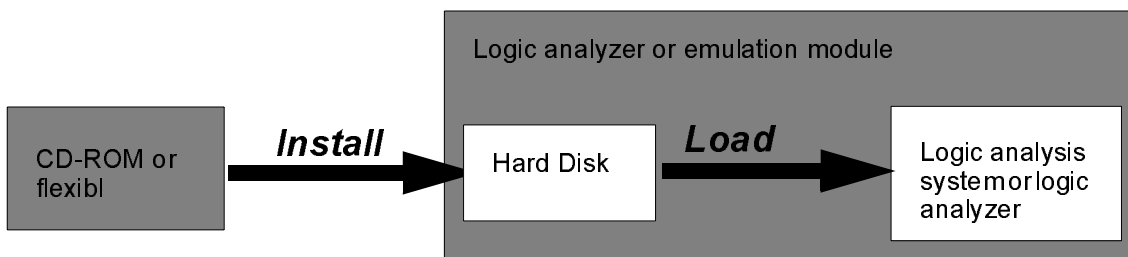 Logic analyzer or emulation module
CD-ROM or
flexibl
Install
Hard Disk
Load
Logic analysis
systemorlogic
analyzer